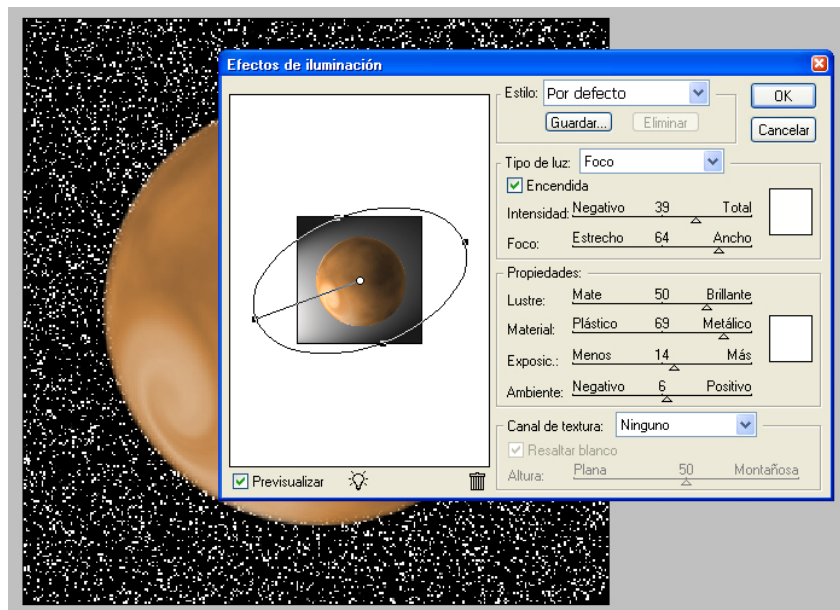 Efectos de iluminación
Estilo: Por defecto
OK
Guardar... Eliminar
Cancelar
Tipo de luz: Foco
Encendida
Intensidad: Negativo 39 Total
Foco: Estrecho 64 Ancho
Propiedades:
Lustre: Mate 50 Brillante
Material: Plástico 69 Metálico
Exposic.: Menos 14 Más
Ambiente: Negativo 6 Positivo
Canal de textura: Ninguno
Resaltar blanco
Altura: Plana 50 Montañosa
Previsualizar